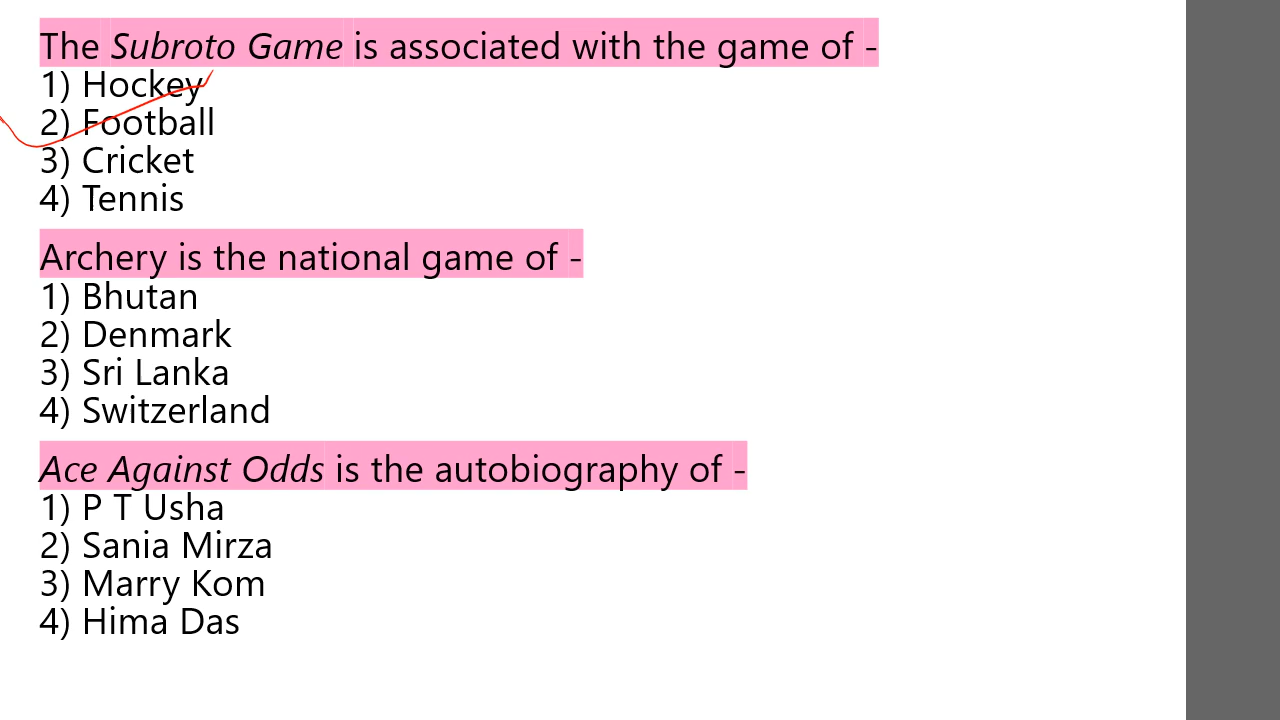 The Subroto Game is associated with the game of -
1) Hockey
2) Football
3) Cricket
4) Tennis
Archery is the national game of -
1) Bhutan
2) Denmark
3) Sri Lanka
4) Switzerland
Ace Against Odds is the autobiography of -
1) P T Usha
2) Sania Mirza
3) Marry Kom
4) Hima Das